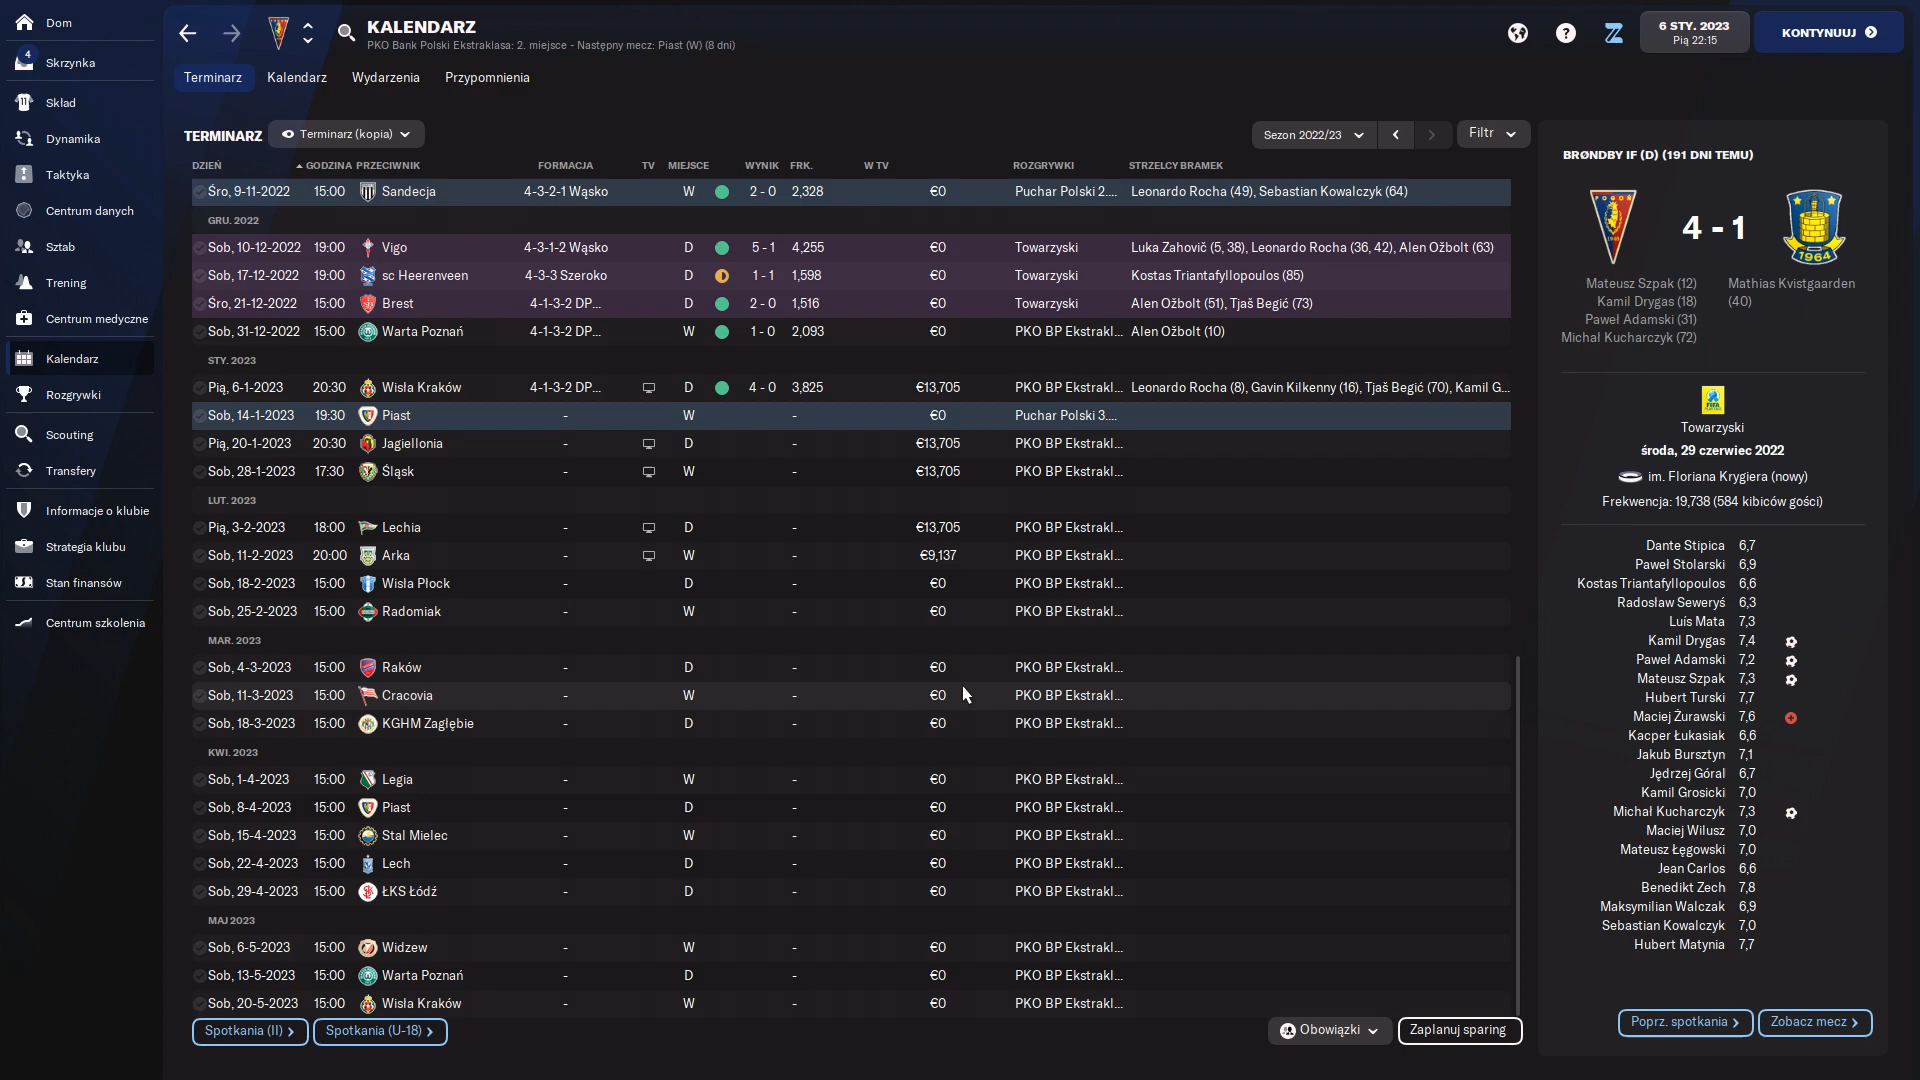 Dom
4
Skrzynka
Skład
Dynamika
Taktyka
Centrum danych
Sztab
Trening
Centrum medyczne
Kalendarz
Rozgrywki
Scouting
Transfery
Informacje o klubie
Strategia klubu
Stan finansów
Centrum szkolenia
KALENDARZ
PKO Bank Polski Ekstraklasa: 2. miejsce - Następny mecz: Piast (W) (8 dni)
6 STY. 2023
Pią 22:15
KONTYNUUJ
Terminarz Kalendarz Wydarzenia Przypomnienia
TERMINARZ Terminarz (kopia) Sezon 2022/23 Filtr
DZIEŃ GODZINA PRZECIWNIK FORMACJA TV MIEJSCE WYNIK FRK. W TV ROZGRYWKI STRZELCY BRAMEK
Śro, 9-11-2022 15:00 Sandecja 4-3-2-1 Wąsko W 2 - 0 2,328 €0 Puchar Polski 2.... Leonardo Rocha (49), Sebastian Kowalczyk (64)
GRU. 2022
Sob, 10-12-2022 19:00 Vigo 4-3-1-2 Wąsko D 5 - 1 4,255 €0 Towarzyski Luka Zahovič (5, 38), Leonardo Rocha (36, 42), Alen Ožbolt (63)
Sob, 17-12-2022 19:00 sc Heerenveen 4-3-3 Szeroko D 1 - 1 1,598 €0 Towarzyski Kostas Triantafyllopoulos (85)
Śro, 21-12-2022 15:00 Brest 4-1-3-2 DP... D 2 - 0 1,516 €0 Towarzyski Alen Ožbolt (51), Tjaš Begić (73)
Sob, 31-12-2022 15:00 Warta Poznań 4-1-3-2 DP... W 1 - 0 2,093 €0 PKO BP Ekstrakl... Alen Ožbolt (10)
STY. 2023
Pią, 6-1-2023 20:30 Wisła Kraków 4-1-3-2 DP... D 4 - 0 3,825 €13,705 PKO BP Ekstrakl... Leonardo Rocha (8), Gavin Kilkenny (16), Tjaš Begić (70), Kamil G...
Sob, 14-1-2023 19:30 Piast - W - €0 Puchar Polski 3....
Pią, 20-1-2023 20:30 Jagiellonia - D - €13,705 PKO BP Ekstrakl...
Sob, 28-1-2023 17:30 Śląsk - W - €13,705 PKO BP Ekstrakl...
LUT. 2023
Pią, 3-2-2023 18:00 Lechia - D - €13,705 PKO BP Ekstrakl...
Sob, 11-2-2023 20:00 Arka - W - €9,137 PKO BP Ekstrakl...
Sob, 18-2-2023 15:00 Wisła Płock - D - €0 PKO BP Ekstrakl...
Sob, 25-2-2023 15:00 Radomiak - W - €0 PKO BP Ekstrakl...
MAR. 2023
Sob, 4-3-2023 15:00 Raków - D - €0 PKO BP Ekstrakl...
Sob, 11-3-2023 15:00 Cracovia - W - €0 PKO BP Ekstrakl...
Sob, 18-3-2023 15:00 KGHM Zagłębie - D - €0 PKO BP Ekstrakl...
KWI. 2023
Sob, 1-4-2023 15:00 Legia - W - €0 PKO BP Ekstrakl...
Sob, 8-4-2023 15:00 Piast - D - €0 PKO BP Ekstrakl...
Sob, 15-4-2023 15:00 Stal Mielec - W - €0 PKO BP Ekstrakl...
Sob, 22-4-2023 15:00 Lech - D - €0 PKO BP Ekstrakl...
Sob, 29-4-2023 15:00 ŁKS Łódź - D - €0 PKO BP Ekstrakl...
MAJ 2023
Sob, 6-5-2023 15:00 Widzew - W - €0 PKO BP Ekstrakl...
Sob, 13-5-2023 15:00 Warta Poznań - D - €0 PKO BP Ekstrakl...
Sob, 20-5-2023 15:00 Wisła Kraków - W - €0 PKO BP Ekstrakl...
Spotkania (II) Spotkania (U-18) Obowiązki Zaplanuj sparing
BRØNDBY IF (D) (191 DNI TEMU)
4 - 1
1964
Mateusz Szpak (12)
Kamil Drygas (18)
Paweł Adamski (31)
Michał Kucharczyk (72)
Mathias Kvistgaarden
(40)
FIFA
Towarzyski
środa, 29 czerwiec 2022
im. Floriana Krygiera (nowy)
Frekwencja: 19,738 (584 kibiców gości)
Dante Stipica 6,7
Paweł Stolarski 6,9
Kostas Triantafyllopoulos 6,6
Radosław Seweryś 6,3
Luís Mata 7,3
Kamil Drygas 7,4
Paweł Adamski 7,2
Mateusz Szpak 7,3
Hubert Turski 7,7
Maciej Żurawski 7,6
Kacper Łukasiak 6,6
Jakub Bursztyn 7,1
Jędrzej Góral 6,7
Kamil Grosicki 7,0
Michał Kucharczyk 7,3
Maciej Wilusz 7,0
Mateusz Łęgowski 7,0
Jean Carlos 6,6
Benedikt Zech 7,8
Maksymilian Walczak 6,9
Sebastian Kowalczyk 7,0
Hubert Matynia 7,7
Poprz. spotkania Zobacz mecz